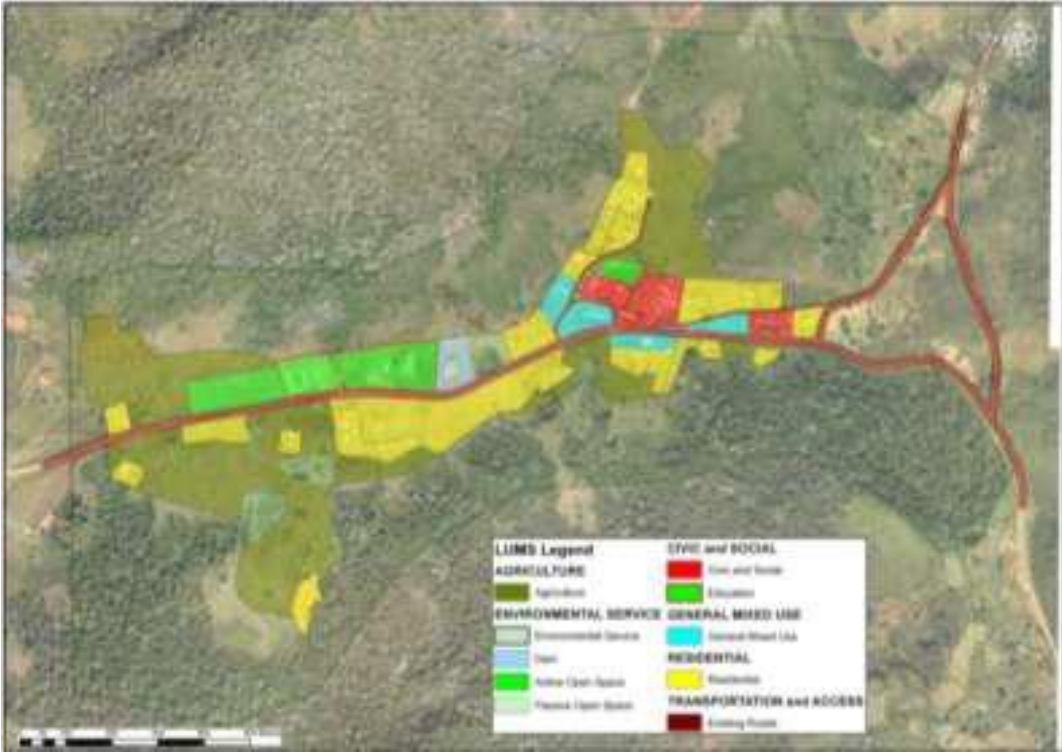 LUMS Legend
AGRICULTURE
Agriculture
ENVIRONMENTAL SERVICE
Environmental Service
Dam
Active Open Space
Passive Open Space
CIVIC and SOCIAL
Civic and Social
Education
GENERAL MIXED USE
General Mixed Use
RESIDENTIAL
Residential
TRANSPORTATION and ACCESS
Existing Roads